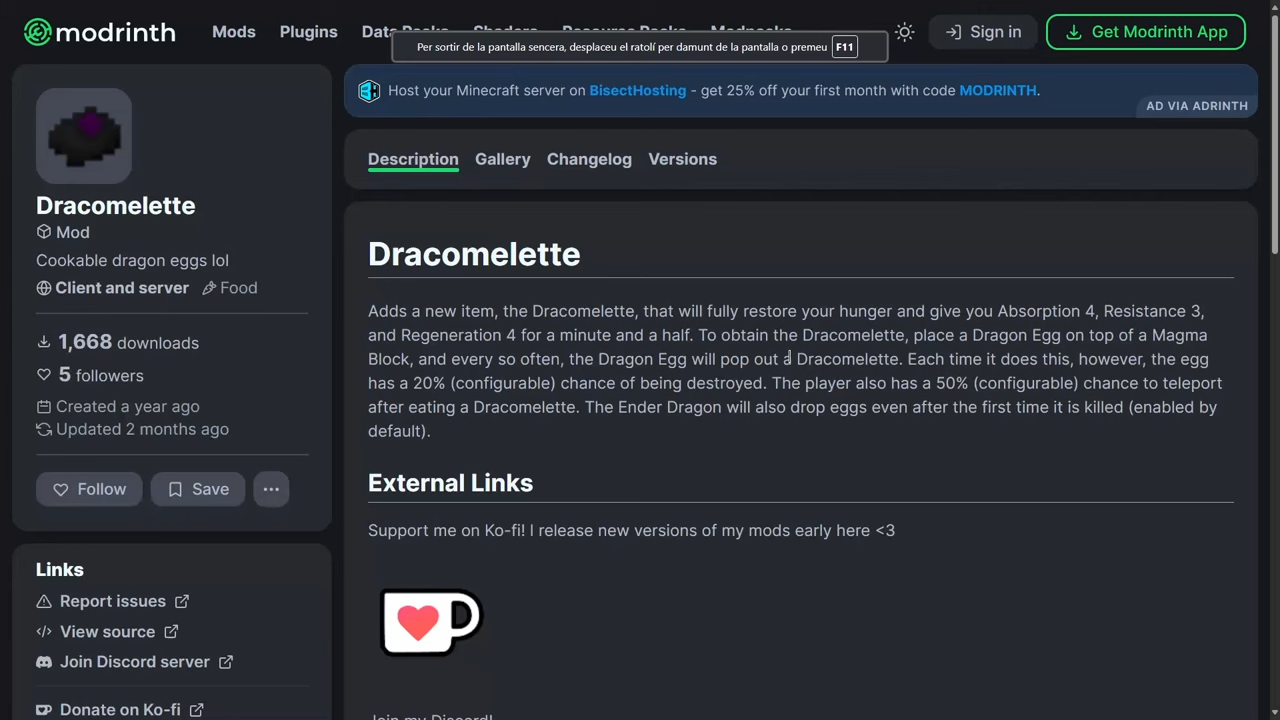 modrinth
Mods Plugins
Per sortir de la pantalla sencera, desplaceu el ratolí per damunt de la pantalla o premeu F11
Sign in
Get Modrinth App
Host your Minecraft server on BisectHosting - get 25% off your first month with code MODRINTH.
AD VIA ADRINTH
Dracomelette
Mod
Cookable dragon eggs lol
Client and server Food
1,668 downloads
5 followers
Created a year ago
Updated 2 months ago
Follow Save
Links
Report issues
View source
Join Discord server
Donate on Ko-fi
Description Gallery Changelog Versions
Dracomelette
Adds a new item, the Dracomelette, that will fully restore your hunger and give you Absorption 4, Resistance 3,
and Regeneration 4 for a minute and a half. To obtain the Dracomelette, place a Dragon Egg on top of a Magma
Block, and every so often, the Dragon Egg will pop out a Dracomelette. Each time it does this, however, the egg
has a 20% (configurable) chance of being destroyed. The player also has a 50% (configurable) chance to teleport
after eating a Dracomelette. The Ender Dragon will also drop eggs even after the first time it is killed (enabled by
default).
External Links
Support me on Ko-fi! I release new versions of my mods early here <3
Join my Discord!